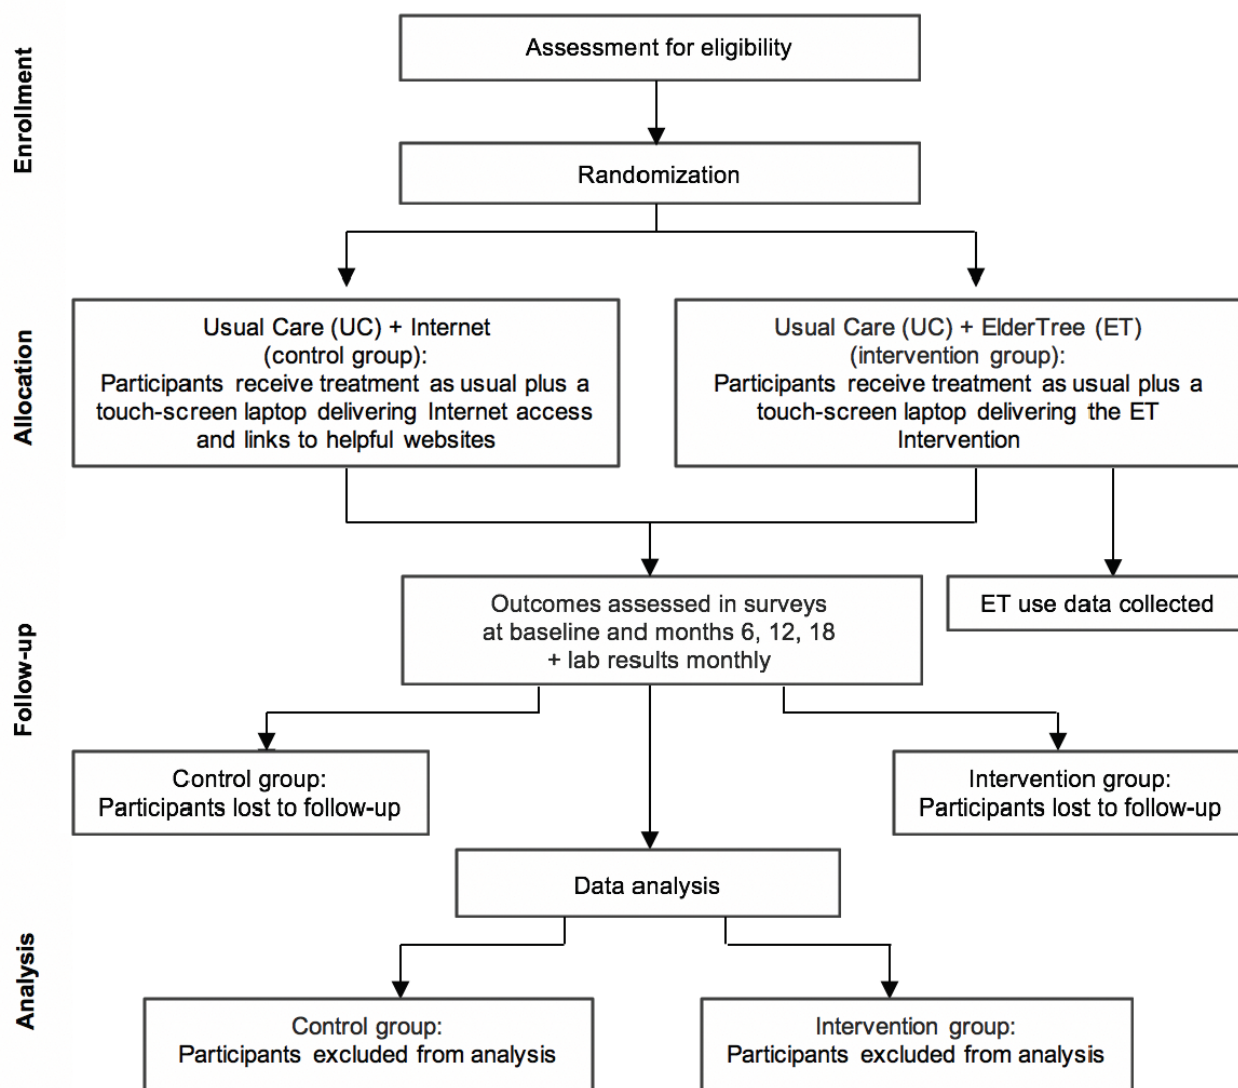 Enrollment
Assessment for eligibility
Randomization
Allocation
Usual Care (UC) + Internet
(control group):
Participants receive treatment as usual plus a
touch-screen laptop delivering Internet access
and links to helpful websites
Usual Care (UC) + ElderTree (ET)
(intervention group):
Participants receive treatment as usual plus a
touch-screen laptop delivering the ET
Intervention
Follow-up
Outcomes assessed in surveys
at baseline and months 6, 12, 18
+ lab results monthly
ET use data collected
Control group:
Participants lost to follow-up
Intervention group:
Participants lost to follow-up
Analysis
Data analysis
Control group:
Participants excluded from analysis
Intervention group:
Participants excluded from analysis